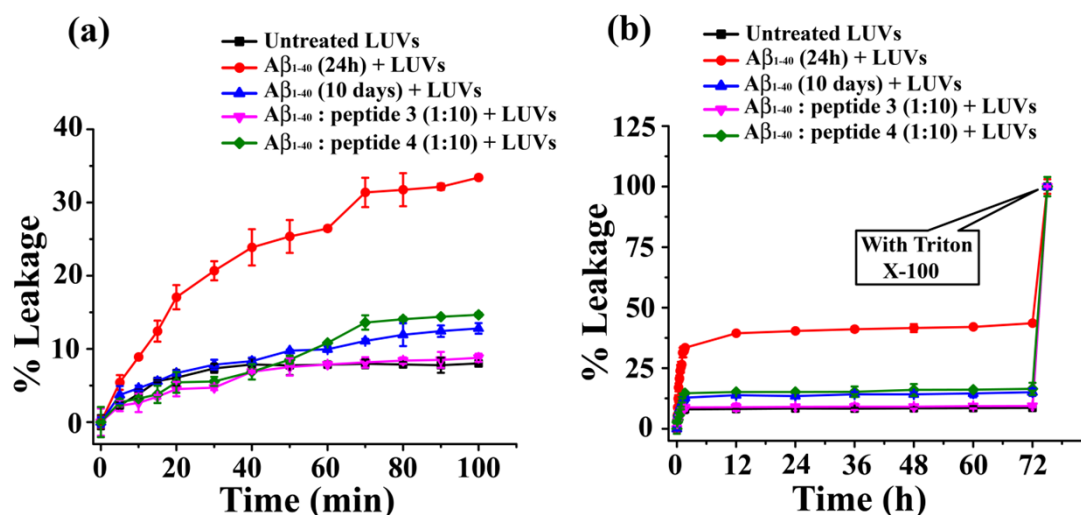 (a)
Untreated LUVs
Aβ₁₋₄₀ (24h) + LUVs
Aβ₁₋₄₀ (10 days) + LUVs
Aβ₁₋₄₀ : peptide 3 (1:10) + LUVs
Aβ₁₋₄₀ : peptide 4 (1:10) + LUVs
40
30
20
10
0
% Leakage
0
20
40
60
80
100
Time (min)
(b)
Untreated LUVs
Aβ₁₋₄₀ (24h) + LUVs
Aβ₁₋₄₀ (10 days) + LUVs
Aβ₁₋₄₀ : peptide 3 (1:10) + LUVs
Aβ₁₋₄₀ : peptide 4 (1:10) + LUVs
125
100
75
50
25
0
% Leakage
With Triton
X-100
0
12
24
36
48
60
72
Time (h)